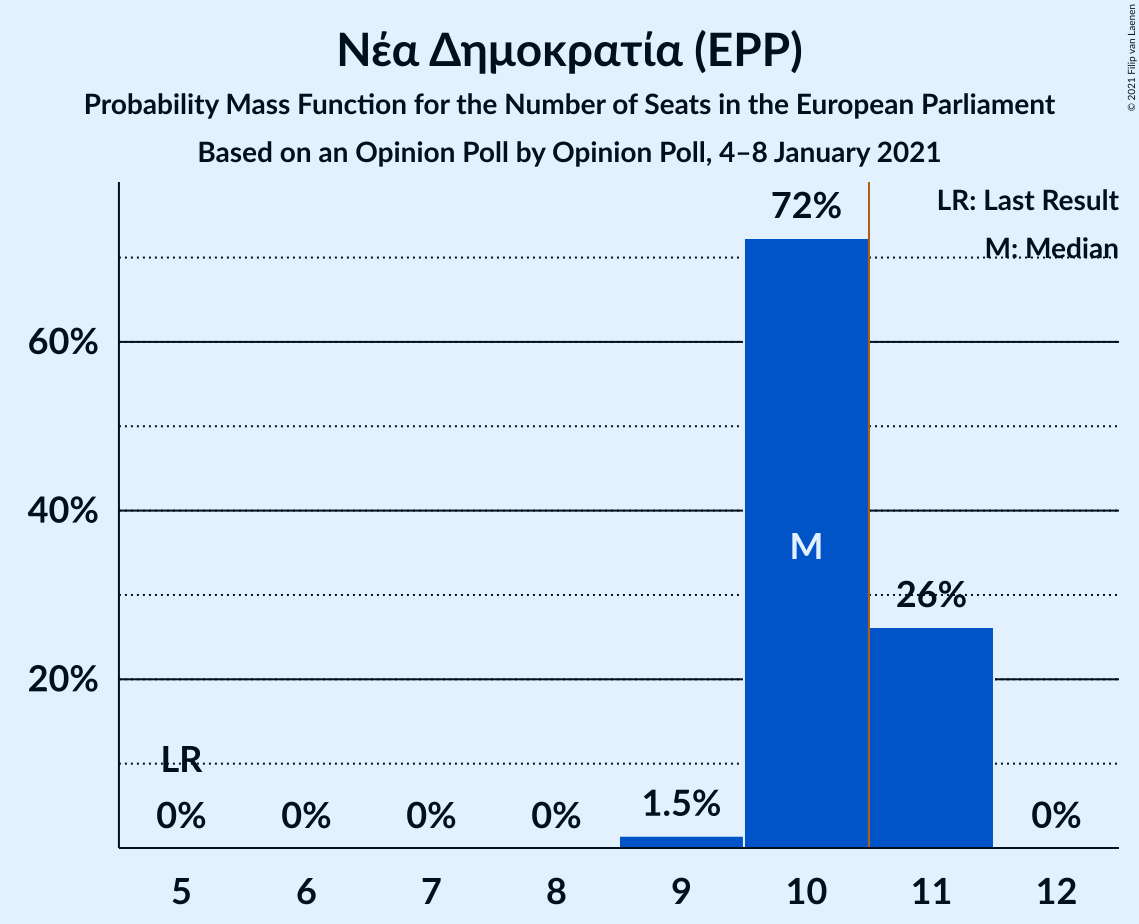 Νέα Δημοκρατία (EPP)
Probability Mass Function for the Number of Seats in the European Parliament
Based on an Opinion Poll by Opinion Poll, 4–8 January 2021
© 2021 Filip van Laenen
LR: Last Result
M: Median
72%
60%
40%
M
26%
20%
LR
0%
0%
0%
0%
1.5%
0%
5
6
7
8
9
10
11
12